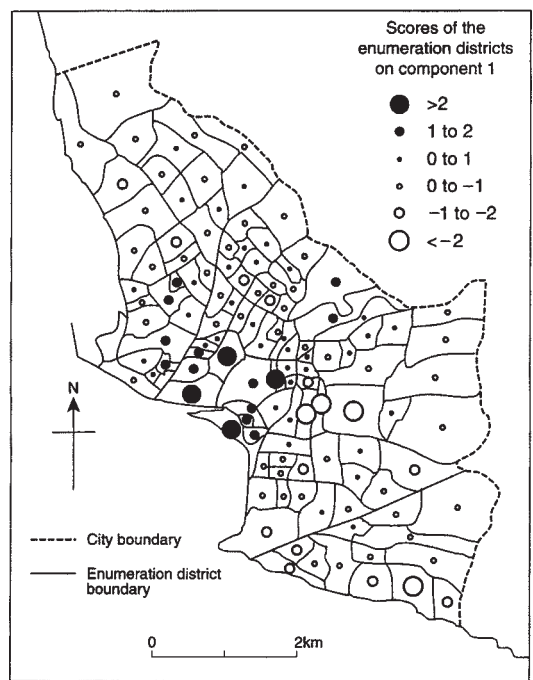 Scores of the
enumeration districts
on component 1
>2
1 to 2
0 to 1
0 to −1
−1 to −2
<−2
N
City boundary
Enumeration district
boundary
0 2km